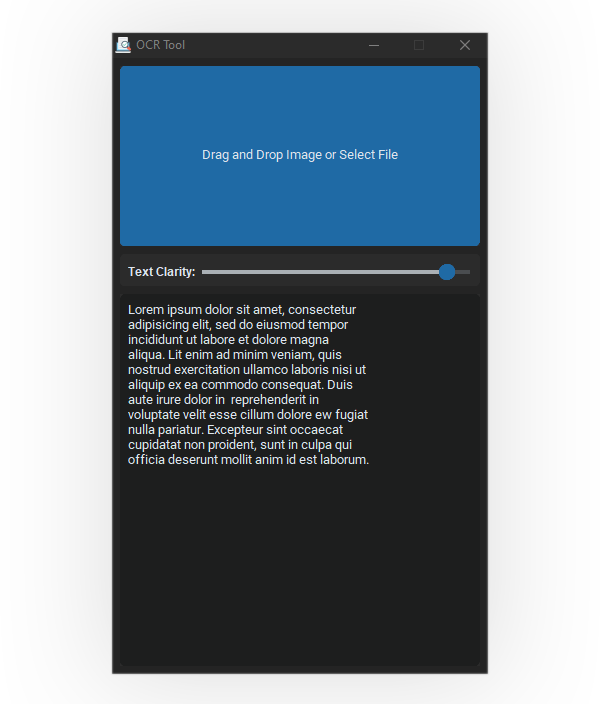 OCR Tool
Drag and Drop Image or Select File
Text Clarity:
Lorem ipsum dolor sit amet, consectetur
adipisicing elit, sed do eiusmod tempor
incididunt ut labore et dolore magna
aliqua. Lit enim ad minim veniam, quis
nostrud exercitation ullamco laboris nisi ut
aliquip ex ea commodo consequat. Duis
aute irure dolor in  reprehenderit in
voluptate velit esse cillum dolore ew fugiat
nulla pariatur. Excepteur sint occaecat
cupidatat non proident, sunt in culpa qui
officia deserunt mollit anim id est laborum.